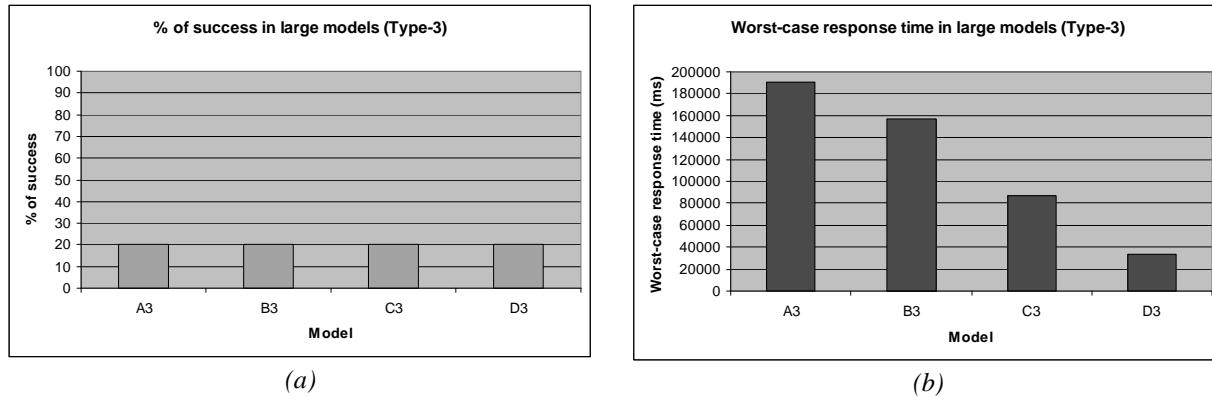 % of success in large models (Type-3)
% of success
100
90
80
70
60
50
40
30
20
10
0
A3 B3 C3 D3
Model
(a)
Worst-case response time in large models (Type-3)
Worst-case response time (ms)
200000
180000
160000
140000
120000
100000
80000
60000
40000
20000
0
A3 B3 C3 D3
Model
(b)